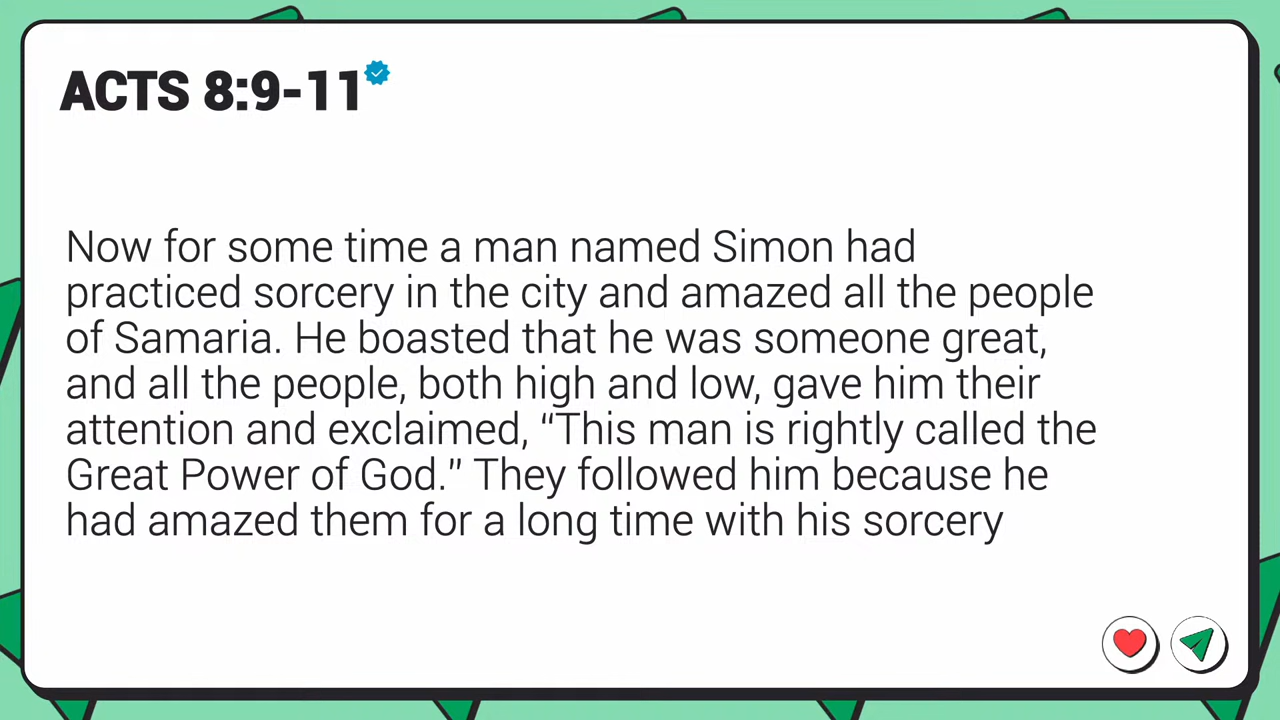 ACTS 8:9-11
Now for some time a man named Simon had
practiced sorcery in the city and amazed all the people
of Samaria. He boasted that he was someone great,
and all the people, both high and low, gave him their
attention and exclaimed, “This man is rightly called the
Great Power of God.” They followed him because he
had amazed them for a long time with his sorcery